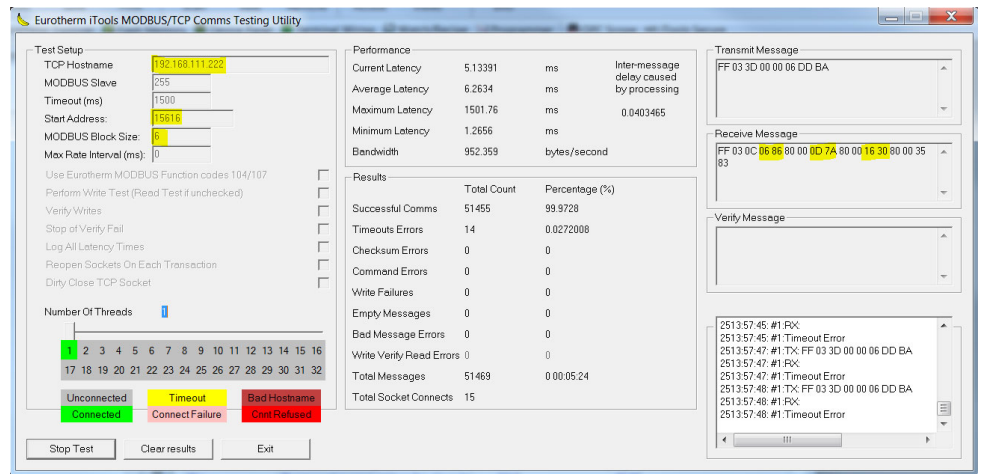 Eurotherm iTools MODBUS/TCP Comms Testing Utility
Test Setup
TCP Hostname 192.168.111.222
MODBUS Slave 255
Timeout (ms) 1500
Start Address: 15616
MODBUS Block Size: 6
Max Rate Interval (ms): 0
Use Eurotherm MODBUS Function codes 104/107
Perform Write Test (Read Test if unchecked)
Verify Writes
Stop of Verify Fail
Log All Latency Times
Reopen Sockets On Each Transaction
Dirty Close TCP Socket
Number Of Threads 1
1 2 3 4 5 6 7 8 9 10 11 12 13 14 15 16
17 18 19 20 21 22 23 24 25 26 27 28 29 30 31 32
Unconnected Timeout Bad Hostname
Connected Connect Failure Cnnt Refused
Stop Test Clear results Exit
Performance
Current Latency 5.13391 ms
Average Latency 6.2634 ms
Maximum Latency 1501.76 ms
Minimum Latency 1.2656 ms
Bandwidth 952.359 bytes/second
Inter-message
delay caused
by processing
0.0403465
Results
Total Count Percentage (%)
Successful Comms 51455 99.9728
Timeouts Errors 14 0.0272008
Checksum Errors 0 0
Command Errors 0 0
Write Failures 0 0
Empty Messages 0 0
Bad Message Errors 0 0
Write Verify Read Errors 0 0
Total Messages 51469 0 00:05:24
Total Socket Connects 15
Transmit Message
FF 03 3D 00 00 06 DD BA
Receive Message
FF 03 0C 06 86 80 00 0D 7A 80 00 16 30 80 00 35
83
Verify Message
2513:57:45: #1:RX:
2513:57:45: #1:Timeout Error
2513:57:47: #1:TX: FF 03 3D 00 00 06 DD BA
2513:57:47: #1:RX:
2513:57:47: #1:Timeout Error
2513:57:48: #1:TX: FF 03 3D 00 00 06 DD BA
2513:57:48: #1:RX:
2513:57:48: #1:Timeout Error